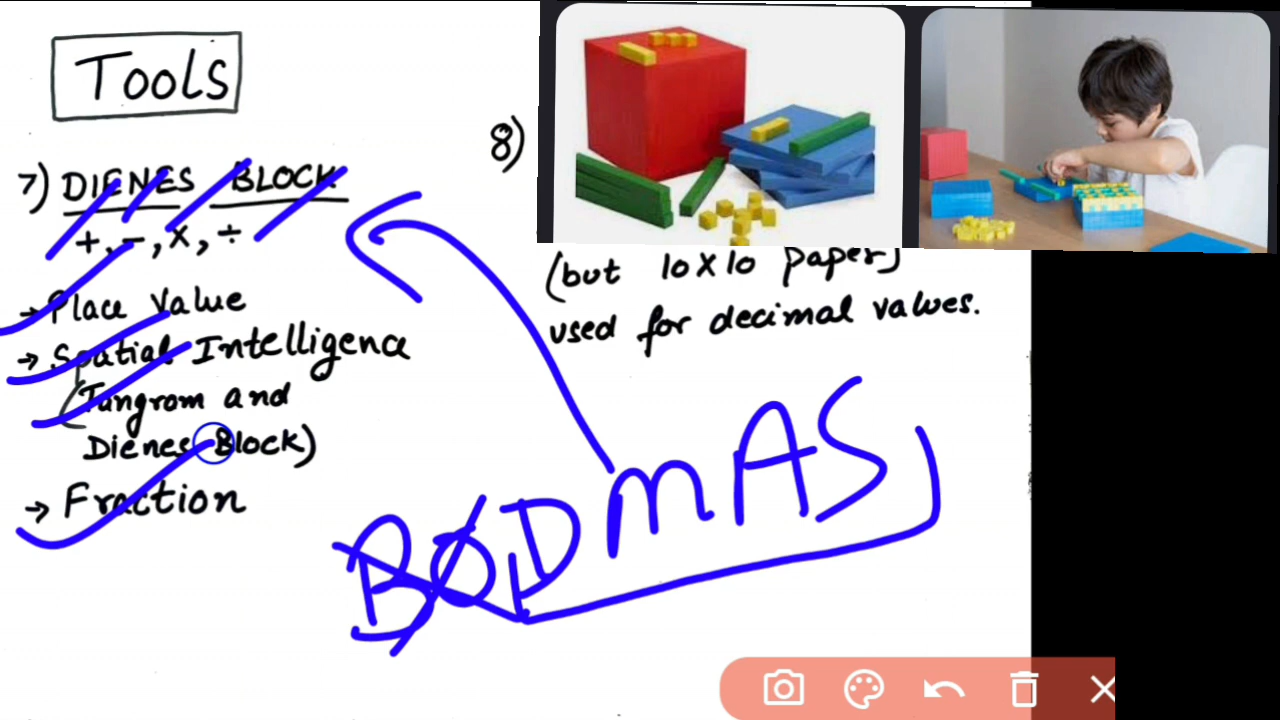 Tools
7) DIENES BLOCK
+, -, x, ÷
→ Place Value
→ Spatial Intelligence
(Tangrom and
Dienes Block)
→ Fraction
8)
(but 10x10 paper)
used for decimal values.
BODMAS